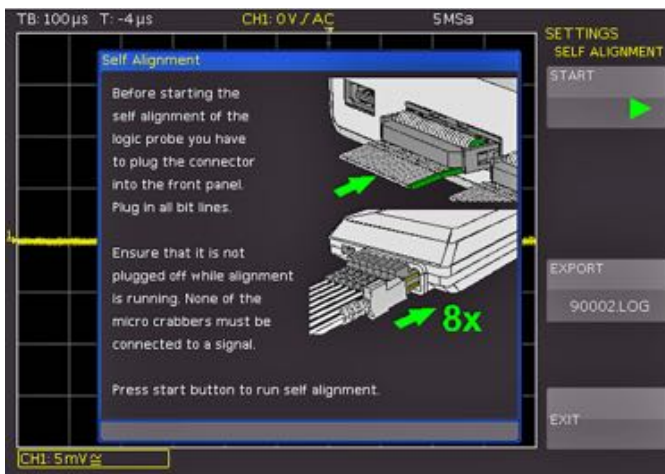 TB: 100µs T: -4µs CH1: 0V / AC 5MSa
SETTINGS
SELF ALIGNMENT
START
Self Alignment
Before starting the
self alignment of the
logic probe you have
to plug the connector
into the front panel.
Plug in all bit lines.
Ensure that it is not
plugged off while alignment
is running. None of the
micro crabbers must be
connected to a signal.
8x
Press start button to run self alignment.
1
EXPORT
90002.LOG
EXIT
CH1: 5mV≅